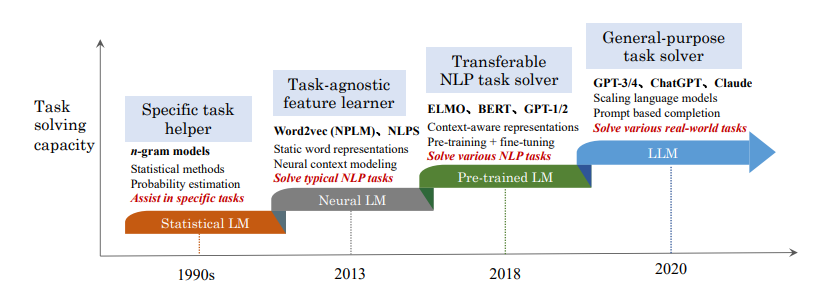 Task
solving
capacity
Specific task
helper
n-gram models
Statistical methods
Probability estimation
Assist in specific tasks
Statistical LM
1990s
Task-agnostic
feature learner
Word2vec (NPLM)、NLPS
Static word representations
Neural context modeling
Solve typical NLP tasks
Neural LM
2013
Transferable
NLP task solver
ELMO、BERT、GPT-1/2
Context-aware representations
Pre-training + fine-tuning
Solve various NLP tasks
Pre-trained LM
2018
General-purpose
task solver
GPT-3/4、ChatGPT、Claude
Scaling language models
Prompt based completion
Solve various real-world tasks
LLM
2020